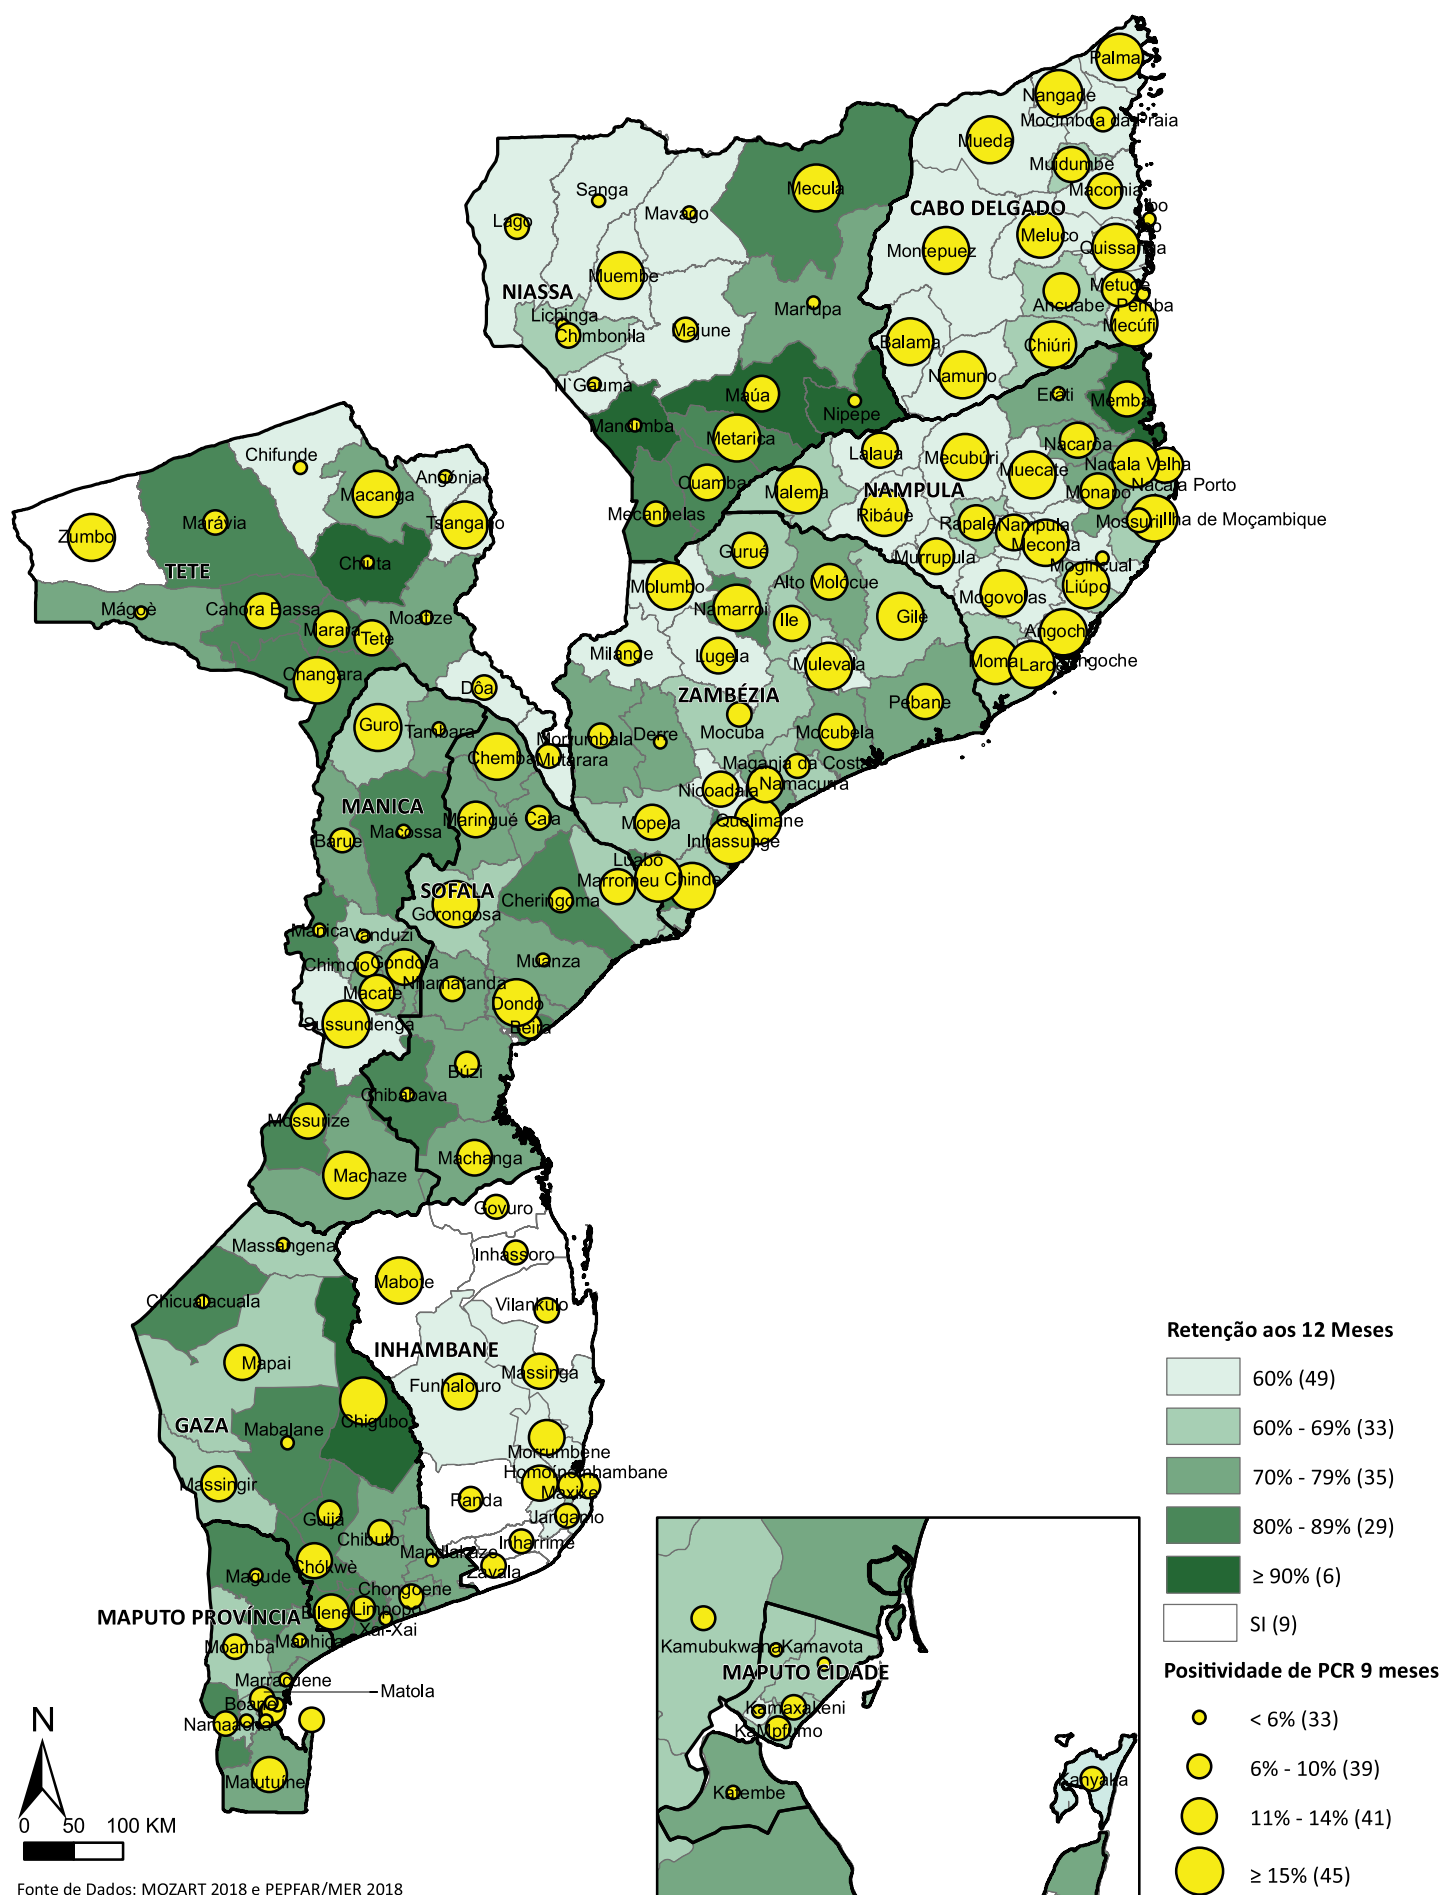 Palma
Nangade
Mocímboa da Praia
Mueda
Muidumbe
Macomia
Mecula
Sanga
Mavago
Lago
CABO DELGADO
Ibo
Meluco
Quissanga
Montepuez
Muembe
NIASSA
Metuge
Ancuabe
Pemba
Mecúfi
Marrupa
Lichinga
Chimbonila
Majune
Balama
Chiúri
Namuno
N`Gauma
Maúa
Nipepe
Eráti
Memba
Mandimba
Metarica
Nacarôa
Lalaua
Mecubúri
Muecate
Nacala Velha
Nacala Porto
Chifunde
Angónia
Macanga
Cuamba
Malema
NAMPULA
Monapo
Mecanhelas
Ribáue
Rapale
Nampula
Mossuril
Ilha de Moçambique
Marávia
Tsangano
Zumbo
Meconta
Gurué
Murrupula
Mogincual
TETE
Chiuta
Molumbo
Alto Molócue
Liúpo
Mogovolas
Mágoè
Cahora Bassa
Moatize
Namarroi
Ile
Gilé
Marara
Tete
Angoche
Milange
Lugela
Mulevala
Moma
Larde
Angoche
Changara
Dôa
ZAMBÉZIA
Pebane
Guro
Tambara
Mocuba
Mocubela
Morrumbala
Derre
Chemba
Mutarara
Maganja da Costa
Nicoadala
Namacurra
MANICA
Maringué
Caia
Mopeia
Quelimane
Barue
Macossa
Inhassunge
Luabo
SOFALA
Marromeu
Chinde
Cheringoma
Gorongosa
Manica
Vanduzi
Chimoio
Gondola
Muanza
Nhamatanda
Macate
Dondo
Sussundenga
Beira
Búzi
Chibabava
Mossurize
Machanga
Machaze
Govuro
Massangena
Inhassoro
Mabote
Chicualacuala
Vilankulo
INHAMBANE
Mapai
Massinga
Funhalouro
Chigubo
GAZA
Mabalane
Morrumbene
Homoíne
Inhambane
Massingir
Maxixe
Panda
Guijá
Jangamo
Chibuto
Inharrime
Mandlakaze
Chókwè
Zavala
Magude
Chongoene
Bilene
Limpopo
MAPUTO PROVÍNCIA
Xai-Xai
Manhiça
Moamba
Marracuene
Matola
Boane
Namaacha
Matutuíne
N
0 50 100 KM
Fonte de Dados: MOZART 2018 e PEPFAR/MER 2018
Kamubukwana
Kamavota
MAPUTO CIDADE
Kamaxakeni
KaMpfumo
Katembe
Kanyaka
Retenção aos 12 Meses
60% (49)
60% - 69% (33)
70% - 79% (35)
80% - 89% (29)
≥ 90% (6)
SI (9)
Positividade de PCR 9 meses
< 6% (33)
6% - 10% (39)
11% - 14% (41)
≥ 15% (45)